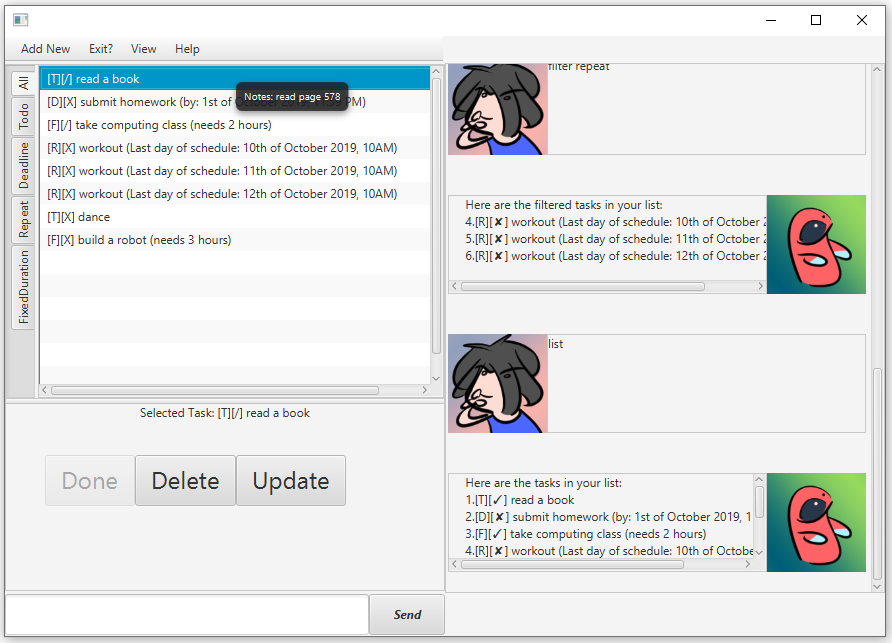 Add New Exit? View Help
All
Todo
Deadline
Repeat
FixedDuration
[T][/] read a book
Notes: read page 578
[D][X] submit homework (by: 1st of PM)
[F][/] take computing class (needs 2 hours)
[R][X] workout (Last day of schedule: 10th of October 2019, 10AM)
[R][X] workout (Last day of schedule: 11th of October 2019, 10AM)
[R][X] workout (Last day of schedule: 12th of October 2019, 10AM)
[T][X] dance
[F][X] build a robot (needs 3 hours)
Selected Task: [T][/] read a book
Done Delete Update
Send
filter repeat
Here are the filtered tasks in your list:
4.[R][✘] workout (Last day of schedule: 10th of October 2
5.[R][✘] workout (Last day of schedule: 11th of October 2
6.[R][✘] workout (Last day of schedule: 12th of October 2
list
Here are the tasks in your list:
1.[T][✓] read a book
2.[D][✘] submit homework (by: 1st of October 2019, 1
3.[F][✓] take computing class (needs 2 hours)
4.[R][✘] workout (Last day of schedule: 10th of Octobe